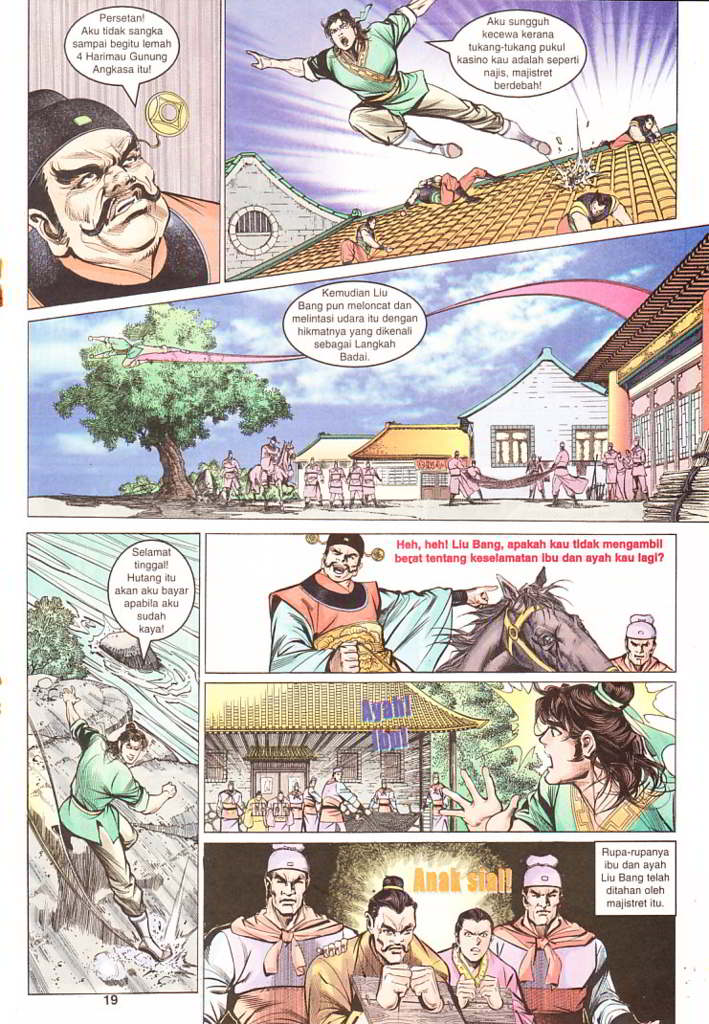 Persetan!
Aku tidak sangka
sampai begitu lemah
4 Harimau Gunung
Angkasa itu!
Aku sungguh
kecewa kerana
tukang-tukang pukul
kasino kau adalah seperti
najis, majistret
berdebah!
Kemudian Liu
Bang pun meloncat dan
melintasi udara itu dengan
hikmatnya yang dikenali
sebagai Langkah
Badai.
Selamat
tinggal!
Hutang itu
akan aku bayar
apabila aku
sudah
kaya!
Heh, heh! Liu Bang, apakah kau tidak mengambil
berat tentang keselamatan ibu dan ayah kau lagi?
Ayah!
Ibu!
Anak sial!
Rupa-rupanya
ibu dan ayah
Liu Bang telah
ditahan oleh
majistret itu.
19